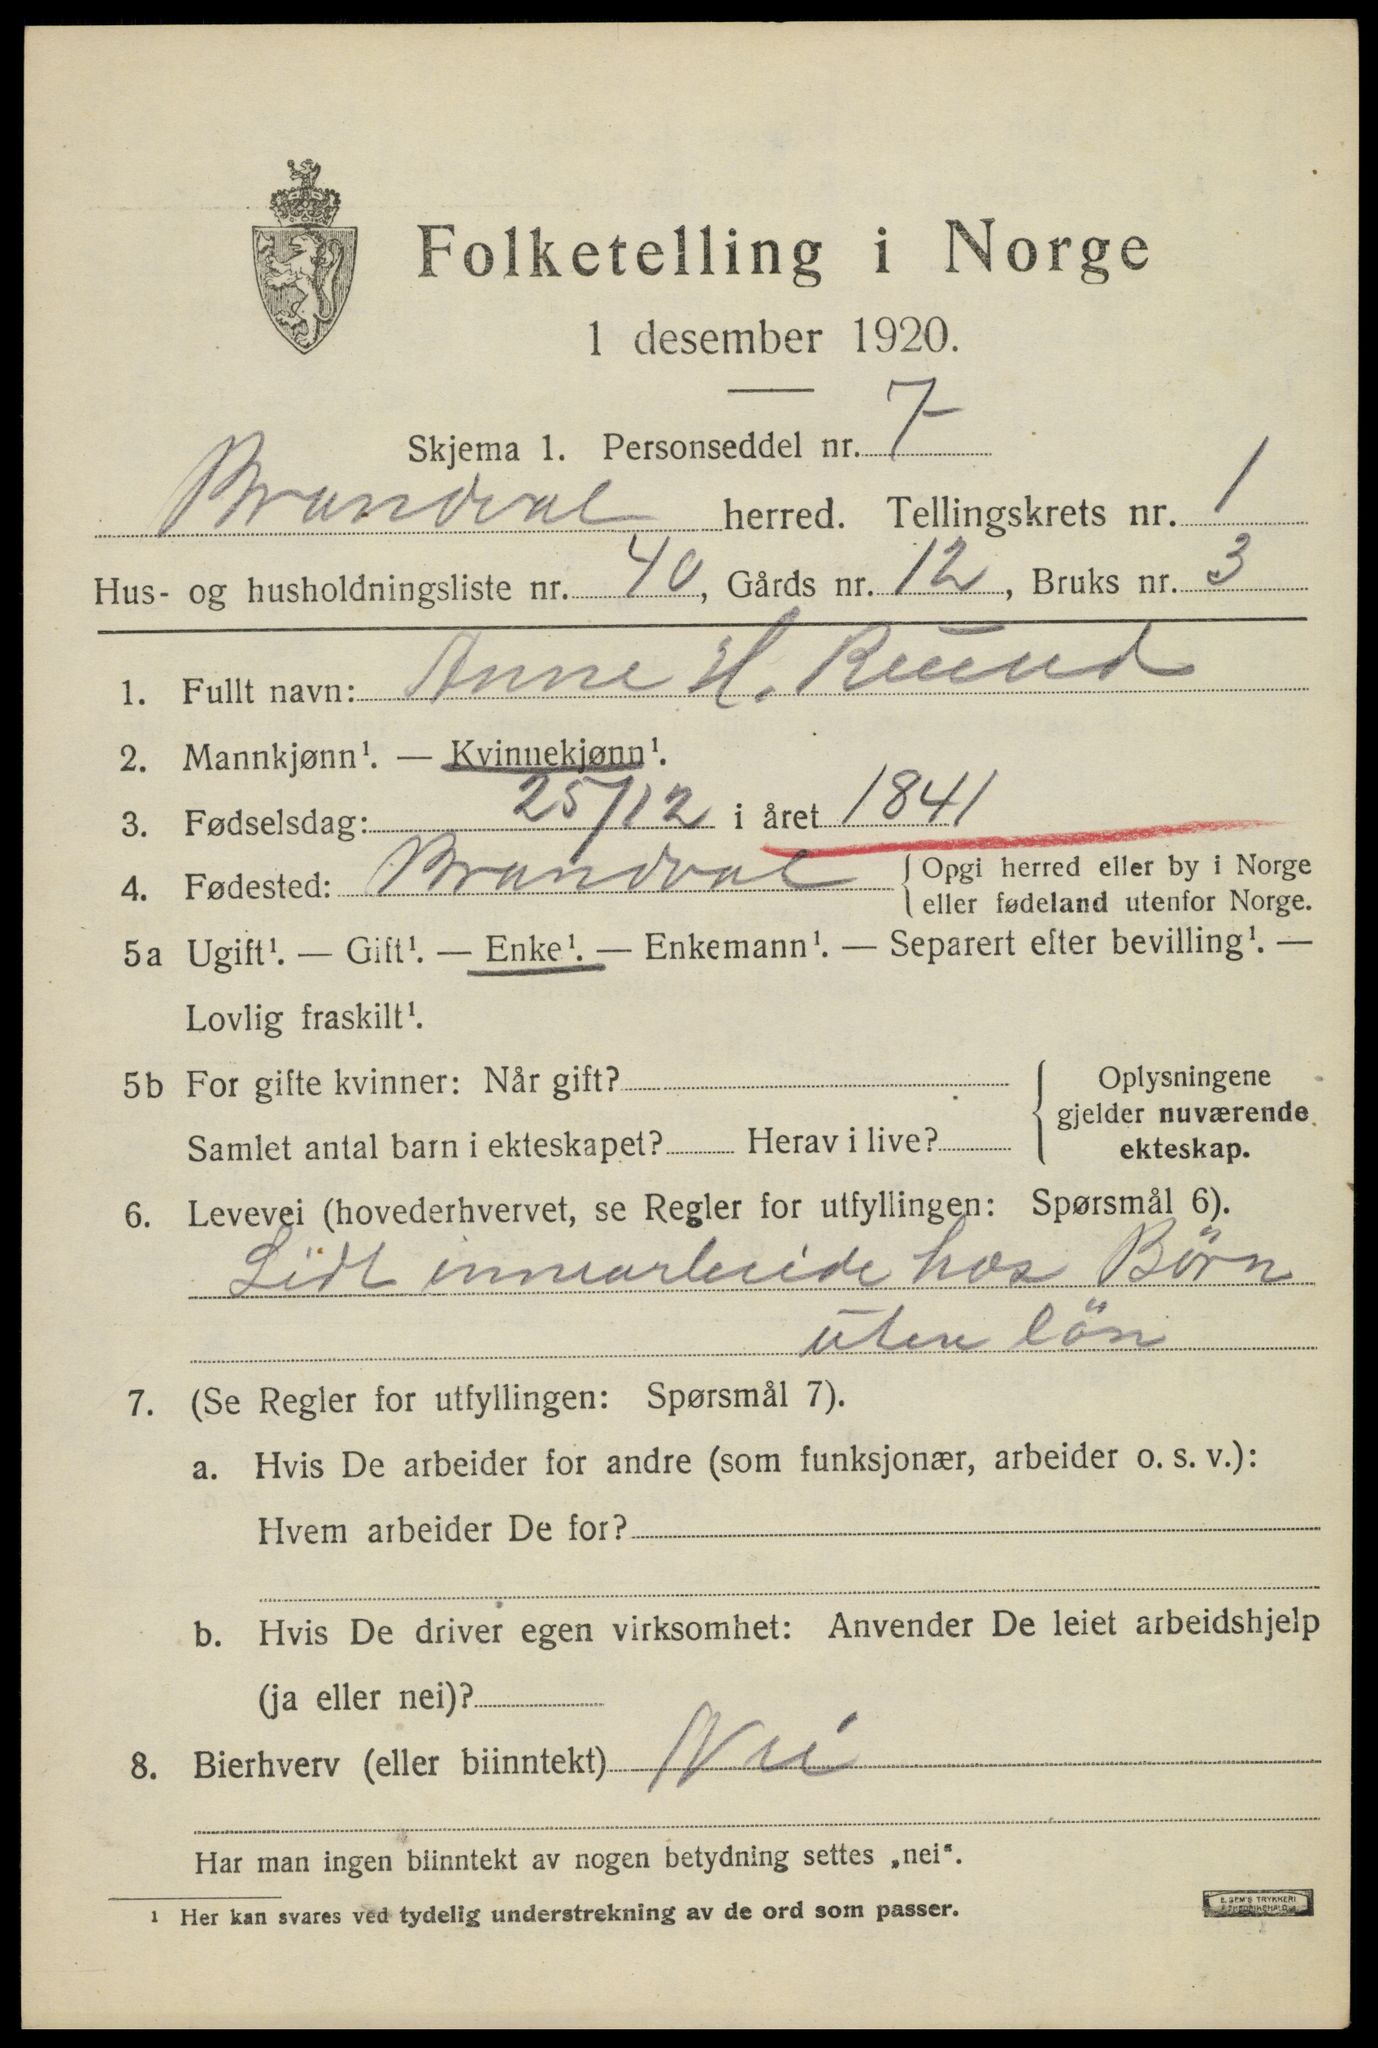 Folketelling i Norge
1 desember 1920.
Skjema 1. Personseddel nr. 7
Brandval herred. Tellingskrets nr. 1
Hus- og husholdningsliste nr. 40, Gårds nr. 12, Bruks nr. 3
1. Fullt navn: Anne H. Ruud
2. Mannkjønn¹. — Kvinnekjønn¹.
3. Fødselsdag: 25/12 i året 1841
4. Fødested: Brandval { Opgi herred eller by i Norge
eller fødeland utenfor Norge.
5a Ugift¹. — Gift¹. — Enke¹. — Enkemann¹. — Separert efter bevilling¹. —
Lovlig fraskilt¹.
5b For gifte kvinner: Når gift?
Samlet antal barn i ekteskapet? Herav i live?
Oplysningene
gjelder nuværende
ekteskap.
6. Levevei (hovederhvervet, se Regler for utfyllingen: Spørsmål 6).
Lidt innearbeide hos Börn
uten lön
7. (Se Regler for utfyllingen: Spørsmål 7).
a. Hvis De arbeider for andre (som funksjonær, arbeider o. s. v.):
Hvem arbeider De for?
b. Hvis De driver egen virksomhet: Anvender De leiet arbeidshjelp
(ja eller nei)?
8. Bierhverv (eller biinntekt) Nei
Har man ingen biinntekt av nogen betydning settes „nei“.
¹ Her kan svares ved tydelig understrekning av de ord som passer.
E. SEM'S TRYKKERI
FREDRIKSHALD